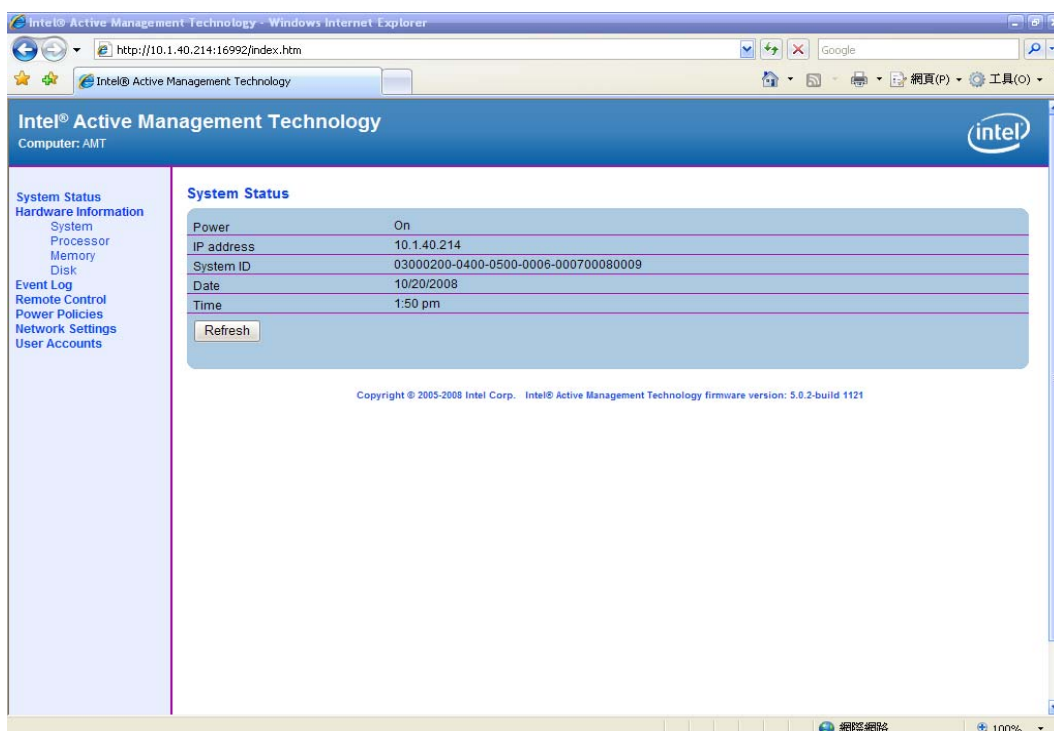 Intel® Active Management Technology - Windows Internet Explorer
http://10.1.40.214:16992/index.htm
Google
Intel® Active Management Technology
網頁(P)
工具(O)
Intel® Active Management Technology
Computer: AMT
intel
System Status
Hardware Information
System
Processor
Memory
Disk
Event Log
Remote Control
Power Policies
Network Settings
User Accounts
System Status
Power On
IP address 10.1.40.214
System ID 03000200-0400-0500-0006-000700080009
Date 10/20/2008
Time 1:50 pm
Refresh
Copyright © 2005-2008 Intel Corp. Intel® Active Management Technology firmware version: 5.0.2-build 1121
網際網路
100%